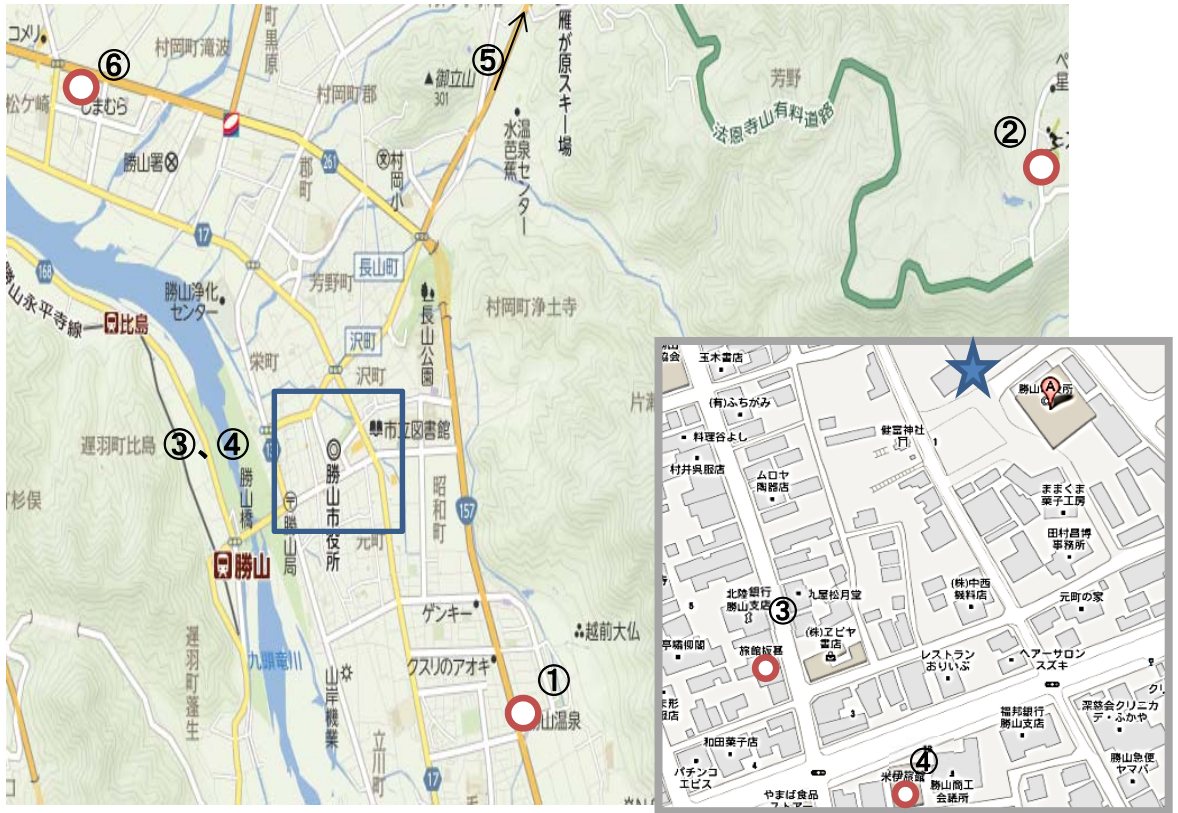 コメリ
村岡町滝波
町黒原
⑥
しまむら
松ケ崎
勝山署
261
郡町
村岡町郡
御立山
301
⑤
雁が原スキー場
水芭蕉
温泉センター
村岡小
芳野
法恩寺山有料道路
②
17
168
長山町
芳野町
勝山浄化
センター
勝山永平寺線
比島
長山公園
村岡町浄土寺
沢町
沢町
栄町
遅羽町比島
③、④
勝山橋
市立図書館
勝山市役所
勝山局
元町
昭和町
157
勝山
ゲンキー
越前大仏
クスリのアオキ
①
勝山温泉
遅羽町蓬生
九頭竜川
山岸機業
立川町
17
玉木書店
(有)ふちがみ
料理谷よし
村井呉服店
ムロヤ
陶器店
健富神社
1
A
ままくま
菓子工房
田村昌博
事務所
(株)中西
元町の家
北陸銀行
勝山支店
③
九屋松月堂
5
旅館板甚
(株)ヱビヤ
書店
レストラン
おりいぶ
ヘアーサロン
スズキ
3
和田菓子店
4
パチンコ
エビス
福邦銀行
勝山支店
深慈会クリニカ
デ・ふかや
④
米伊旅館
勝山商工
会議所
勝山急便
ヤマバ
やまば食品
ストアー